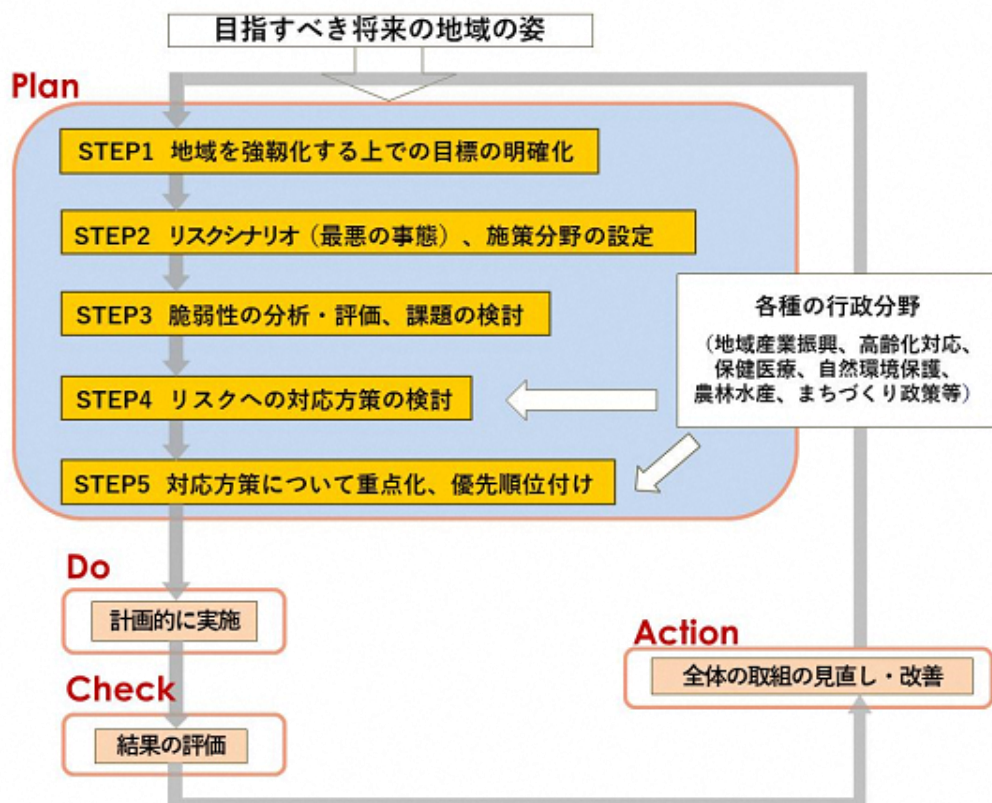 目指すべき将来の地域の姿
Plan
STEP1 地域を強靱化する上での目標の明確化
STEP2 リスクシナリオ（最悪の事態）、施策分野の設定
STEP3 脆弱性の分析・評価、課題の検討
STEP4 リスクへの対応方策の検討
STEP5 対応方策について重点化、優先順位付け
各種の行政分野
（地域産業振興、高齢化対応、
保健医療、自然環境保護、
農林水産、まちづくり政策等）
Do
計画的に実施
Check
結果の評価
Action
全体の取組の見直し・改善